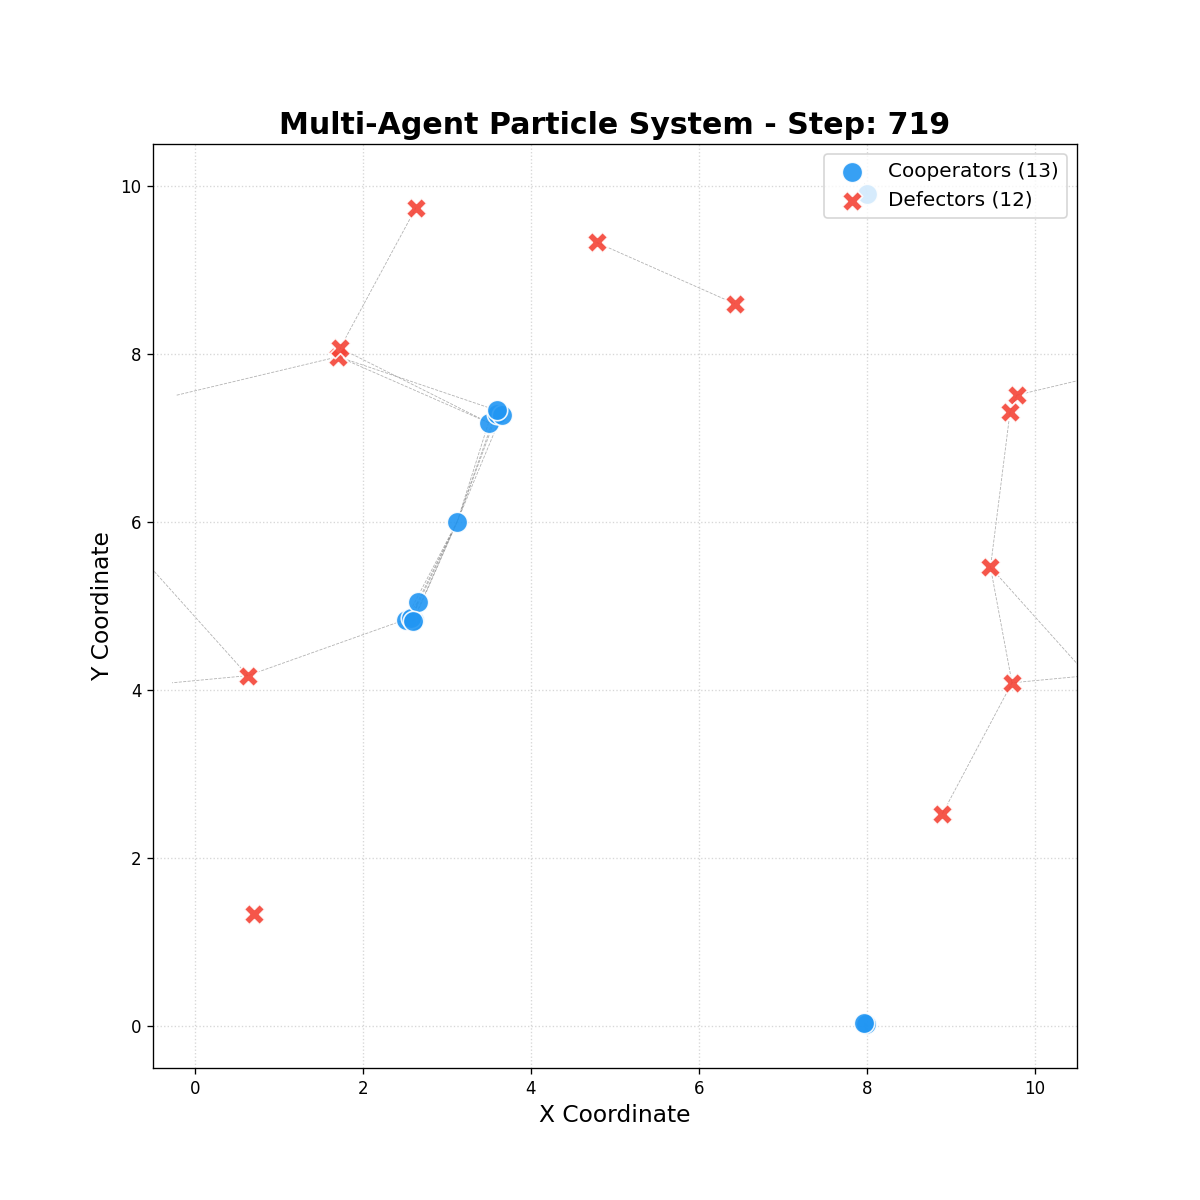 Multi-Agent Particle System - Step: 719
Cooperators (13)
Defectors (12)
10
8
6
4
2
0
Y Coordinate
0 2 4 6 8 10
X Coordinate